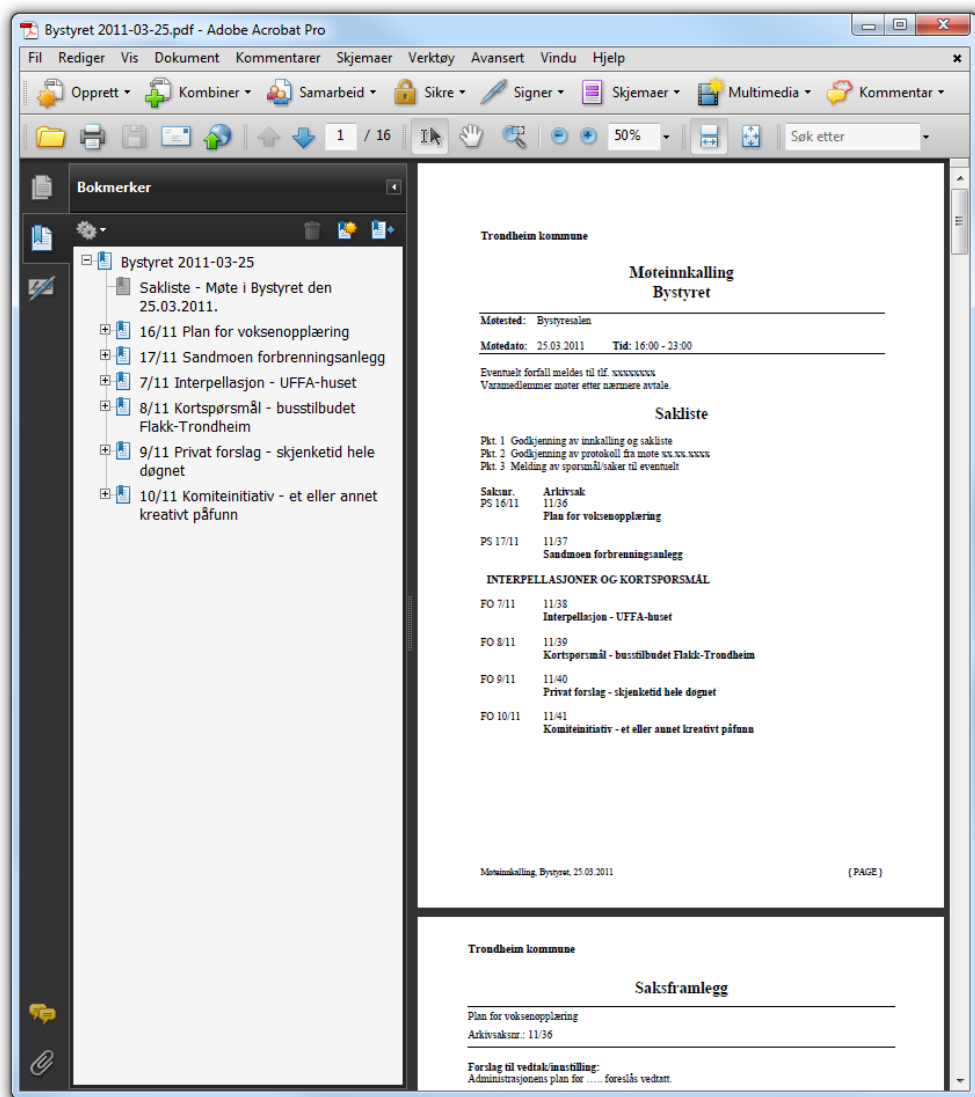 Bystyret 2011-03-25.pdf - Adobe Acrobat Pro
Fil Rediger Vis Dokument Kommentarer Skjemaer Verktøy Avansert Vindu Hjelp
Opprett Kombiner Samarbeid Sikre Signer Skjemaer Multimedia Kommentar
1 / 16 50% Søk etter
Bokmerker
Bystyret 2011-03-25
Sakliste - Møte i Bystyret den
25.03.2011.
16/11 Plan for voksenopplæring
17/11 Sandmoen forbrenningsanlegg
7/11 Interpellasjon - UFFA-huset
8/11 Kortspørsmål - busstilbudet
Flakk-Trondheim
9/11 Privat forslag - skjenketid hele
døgnet
10/11 Komiteinitiativ - et eller annet
kreativt påfunn
Trondheim kommune
Møteinnkalling
Bystyret
Møtested: Bystyresalen
Møtedato: 25.03.2011 Tid: 16:00 - 23:00
Eventuelt forfall meldes til tlf. xxxxxxxx
Varamedlemmer møter etter nærmere avtale.
Sakliste
Pkt. 1 Godkjenning av innkalling og sakliste
Pkt. 2 Godkjenning av protokoll fra møte xx.xx.xxxx
Pkt. 3 Melding av spørsmål/saker til eventuelt
Saksnr. Arkivsak
PS 16/11 11/36
Plan for voksenopplæring
PS 17/11 11/37
Sandmoen forbrenningsanlegg
INTERPELLASJONER OG KORTSPØRSMÅL
FO 7/11 11/38
Interpellasjon - UFFA-huset
FO 8/11 11/39
Kortspørsmål - busstilbudet Flakk-Trondheim
FO 9/11 11/40
Privat forslag - skjenketid hele døgnet
FO 10/11 11/41
Komiteinitiativ - et eller annet kreativt påfunn
Møteinnkalling, Bystyret, 25.03.2011 { PAGE }
Trondheim kommune
Saksframlegg
Plan for voksenopplæring
Arkivsaksnr.: 11/36
Forslag til vedtak/innstilling:
Administrasjonens plan for ..... foreslås vedtatt.